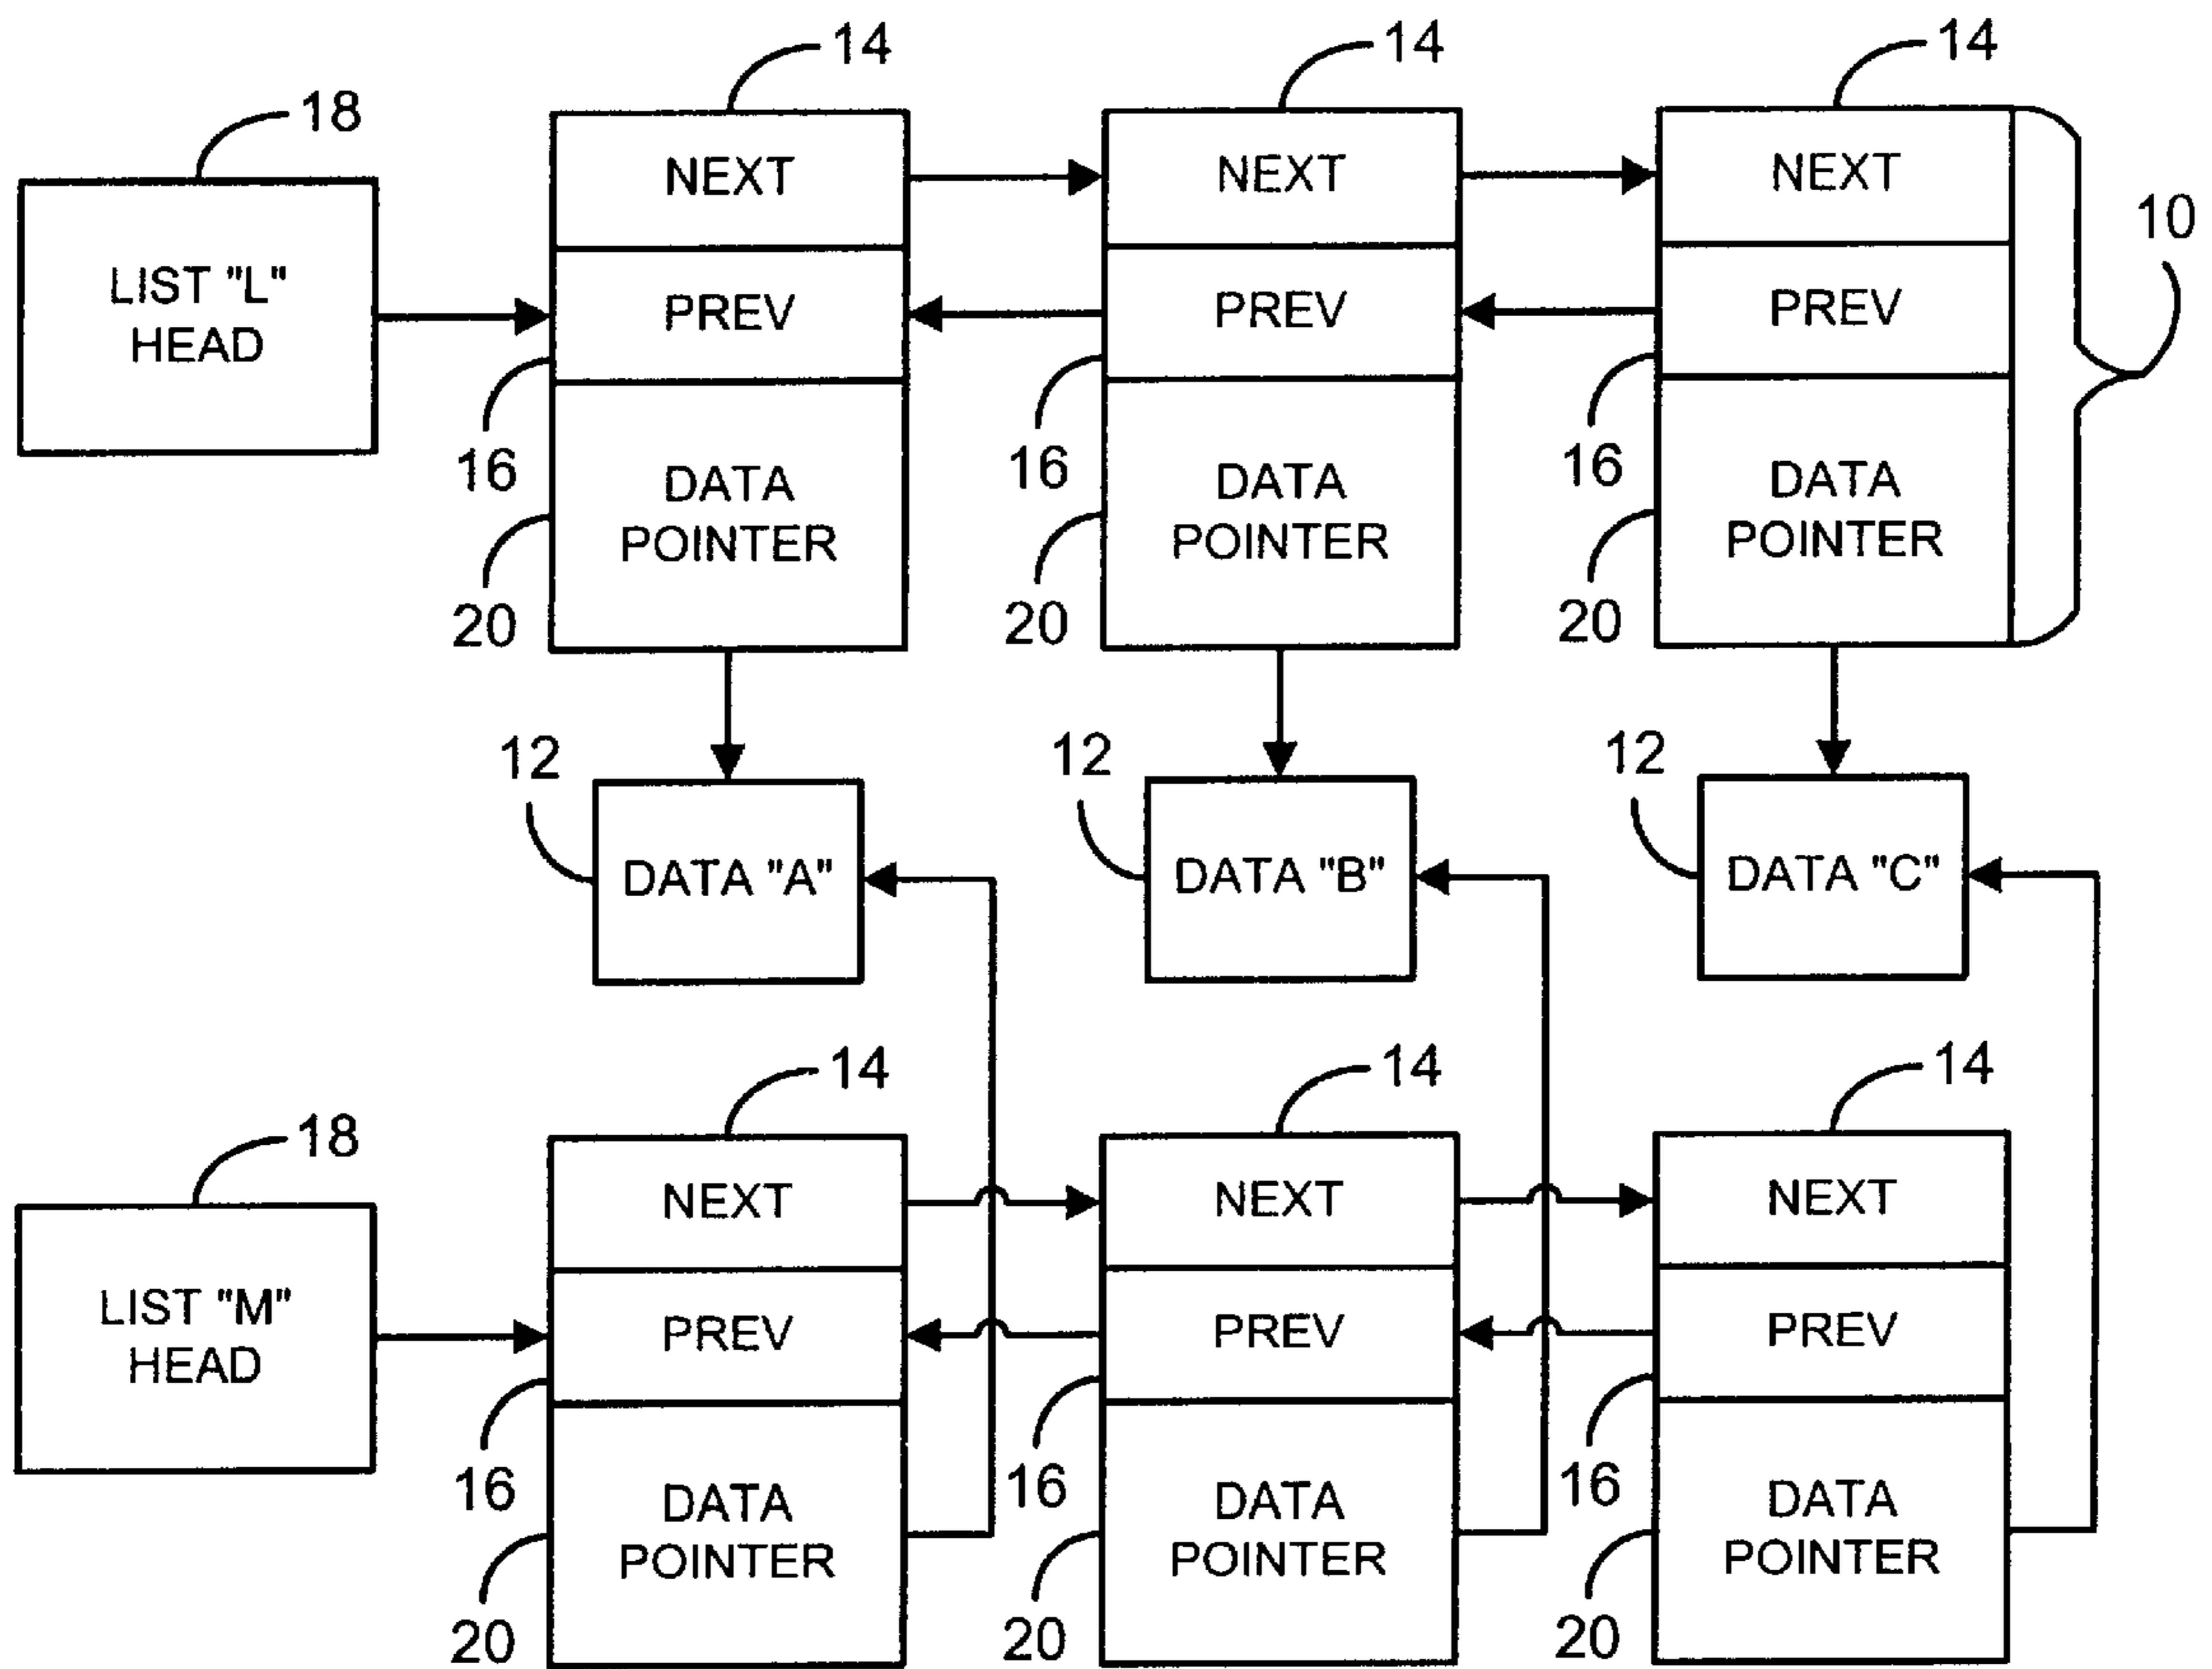 14 14 14
18
NEXT NEXT NEXT
10
LIST "L"
HEAD
PREV PREV PREV
16 16 16
DATA
POINTER
DATA
POINTER
DATA
POINTER
20 20 20
12 12 12
DATA "A" DATA "B" DATA "C"
14 14 14
18
NEXT NEXT NEXT
LIST "M"
HEAD
PREV PREV PREV
16 16 16
DATA
POINTER
DATA
POINTER
DATA
POINTER
20 20 20